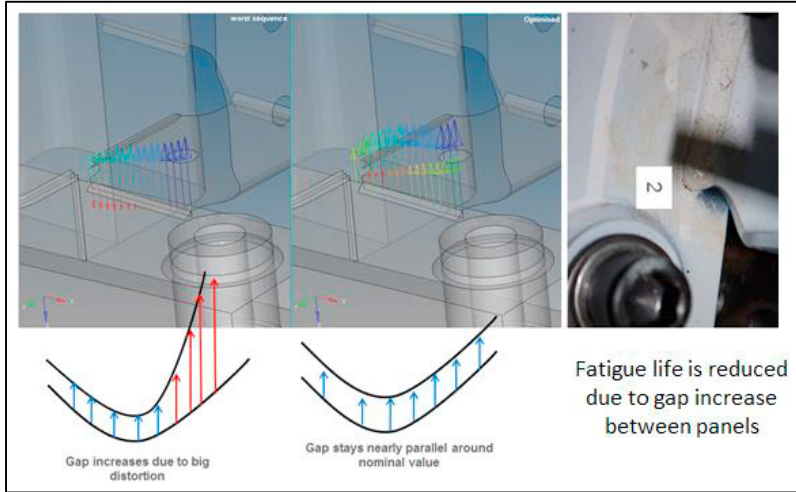 worst sequence
Optimised
2
Gap increases due to big
distortion
Gap stays nearly parallel around
nominal value
Fatigue life is reduced
due to gap increase
between panels